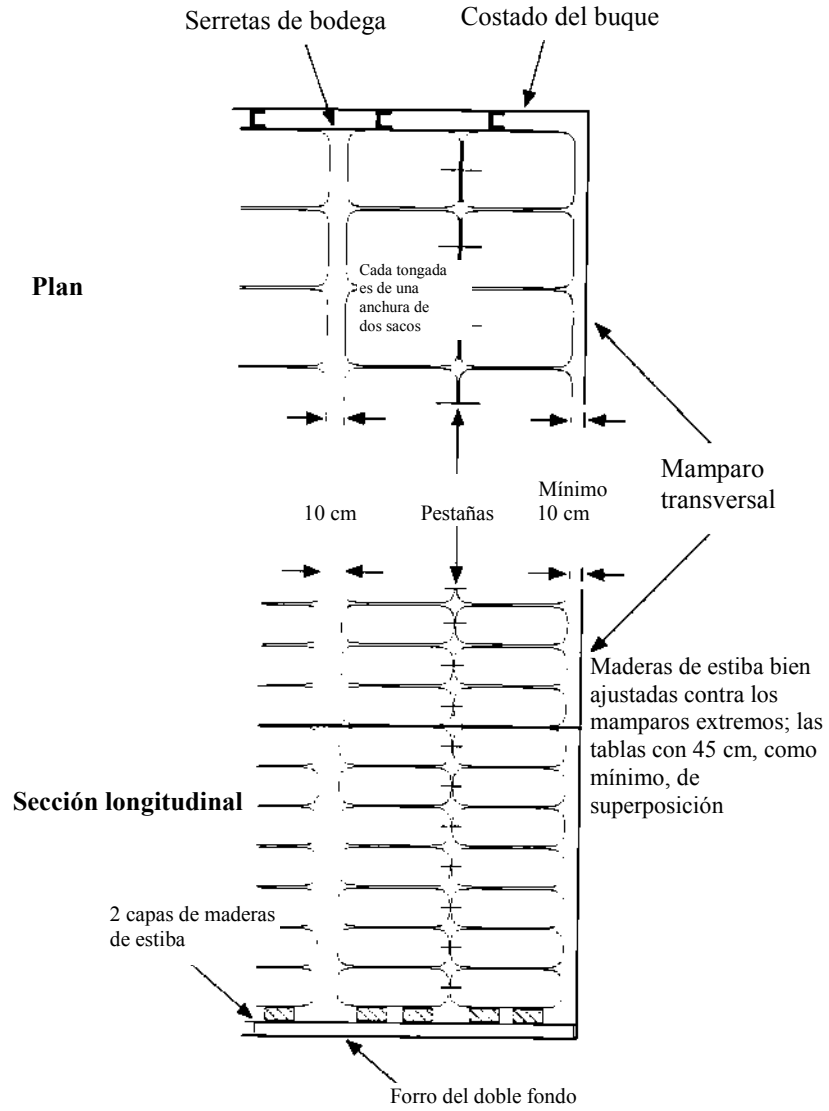 Serretas de bodega
Costado del buque
Plan
Cada tongada
es de una
anchura de
dos sacos
Mamparo
transversal
10 cm
Pestañas
Mínimo
10 cm
Maderas de estiba bien
ajustadas contra los
mamparos extremos; las
tablas con 45 cm, como
mínimo, de
superposición
Sección longitudinal
2 capas de maderas
de estiba
Forro del doble fondo